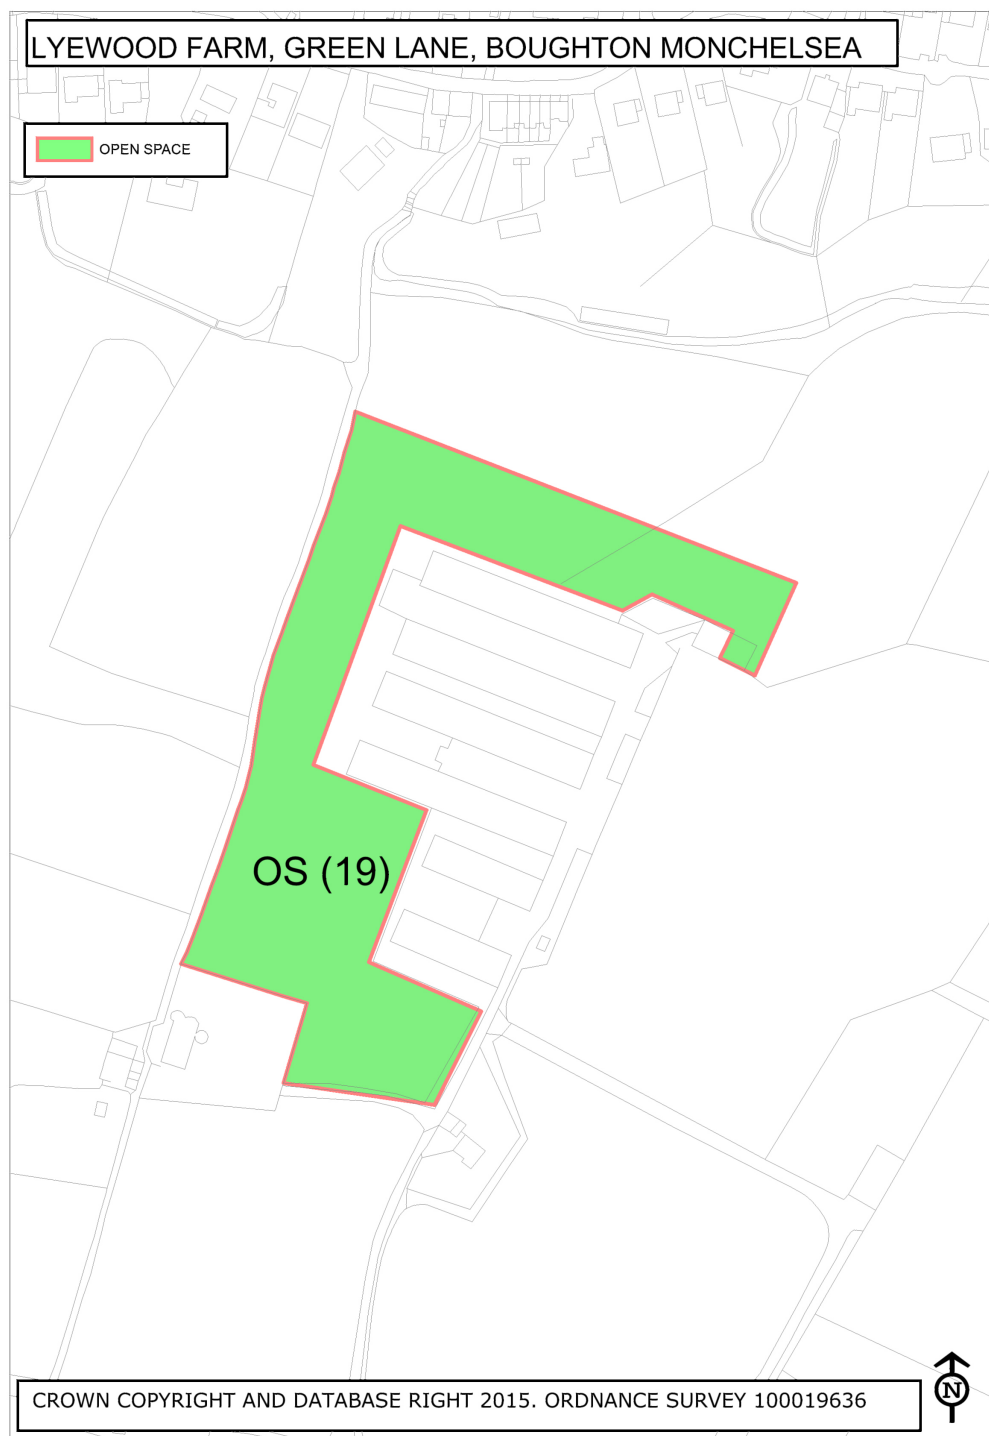 LYEWOOD FARM, GREEN LANE, BOUGHTON MONCHELSEA
OPEN SPACE
OS (19)
CROWN COPYRIGHT AND DATABASE RIGHT 2015. ORDNANCE SURVEY 100019636
N